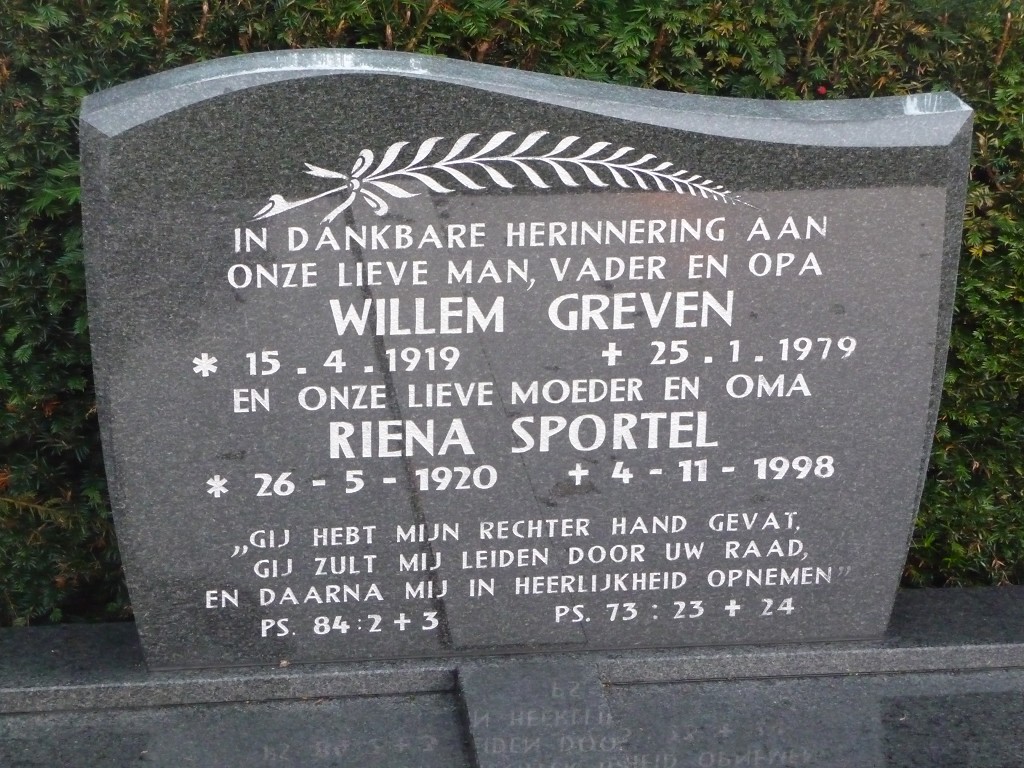 IN DANKBARE HERINNERING AAN
ONZE LIEVE MAN, VADER EN OPA
WILLEM GREVEN
* 15 . 4 . 1919 + 25 . 1 . 1979
EN ONZE LIEVE MOEDER EN OMA
RIENA SPORTEL
* 26 - 5 - 1920 + 4 - 11 - 1998
„GIJ HEBT MIJN RECHTER HAND GEVAT,
GIJ ZULT MIJ LEIDEN DOOR UW RAAD,
EN DAARNA MIJ IN HEERLIJKHEID OPNEMEN”
PS. 84 : 2 + 3 PS. 73 : 23 + 24